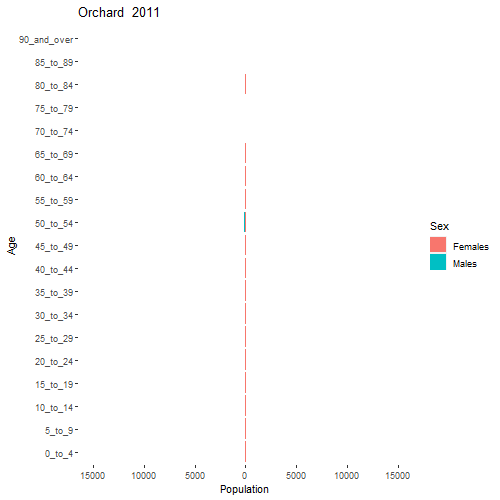 Orchard  2011
90_and_over
85_to_89
80_to_84
75_to_79
70_to_74
65_to_69
60_to_64
55_to_59
50_to_54
45_to_49
40_to_44
35_to_39
30_to_34
25_to_29
20_to_24
15_to_19
10_to_14
5_to_9
0_to_4
Age
15000 10000 5000 0 5000 10000 15000
Population
Sex
Females
Males